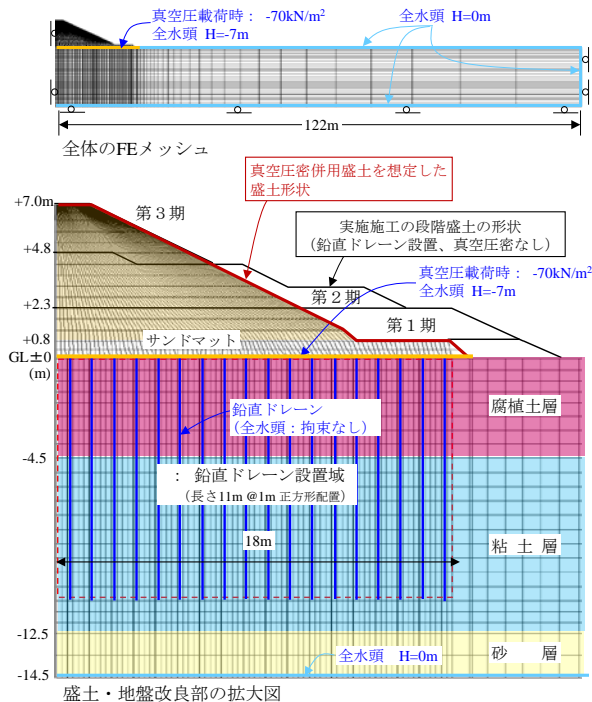 真空圧載荷時： -70kN/m²
全水頭 H=-7m
全水頭 H=0m
122m
全体のFEメッシュ
真空圧密併用盛土を想定した
盛土形状
+7.0m
第３期
実施施工の段階盛土の形状
（鉛直ドレーン設置、真空圧密なし）
+4.8
真空圧載荷時： -70kN/m²
全水頭 H=-7m
第２期
+2.3
第１期
+0.8
サンドマット
GL±0
(m)
鉛直ドレーン
（全水頭：拘束なし）
腐植土層
-4.5
： 鉛直ドレーン設置域
（長さ11m @1m 正方形配置）
18m
粘 土 層
-12.5
全水頭 H=0m
砂 層
-14.5
盛土・地盤改良部の拡大図